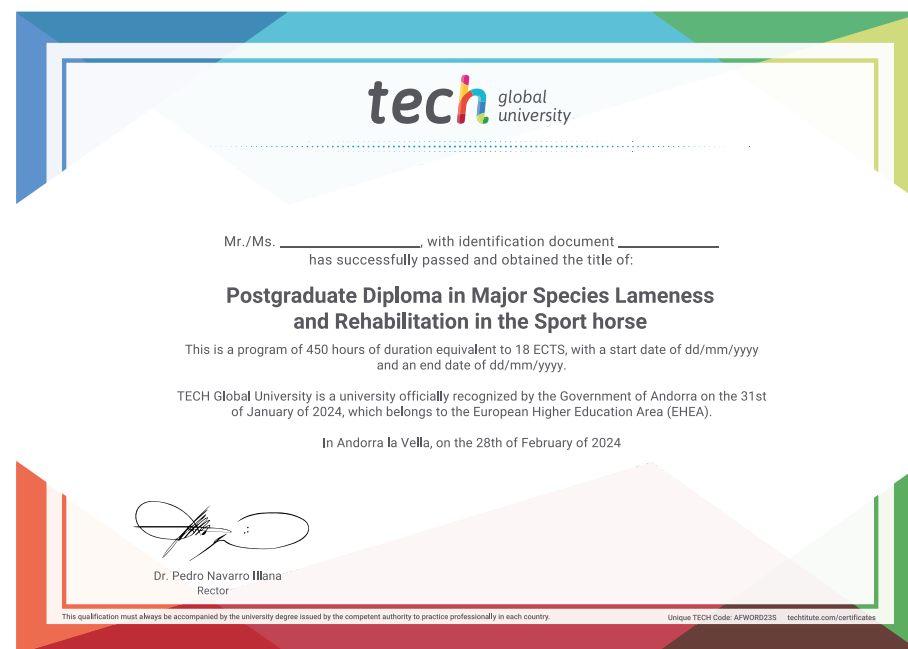 tech global university
Mr./Ms. ____________________, with identification document ______________
has successfully passed and obtained the title of:
Postgraduate Diploma in Major Species Lameness
and Rehabilitation in the Sport horse
This is a program of 450 hours of duration equivalent to 18 ECTS, with a start date of dd/mm/yyyy
and an end date of dd/mm/yyyy.
TECH Global University is a university officially recognized by the Government of Andorra on the 31st
of January of 2024, which belongs to the European Higher Education Area (EHEA).
In Andorra la Vella, on the 28th of February of 2024
Dr. Pedro Navarro Illana
Rector
This qualification must always be accompanied by the university degree issued by the competent authority to practice professionally in each country.
Unique TECH Code: AFWORD23S techtitute.com/certificates